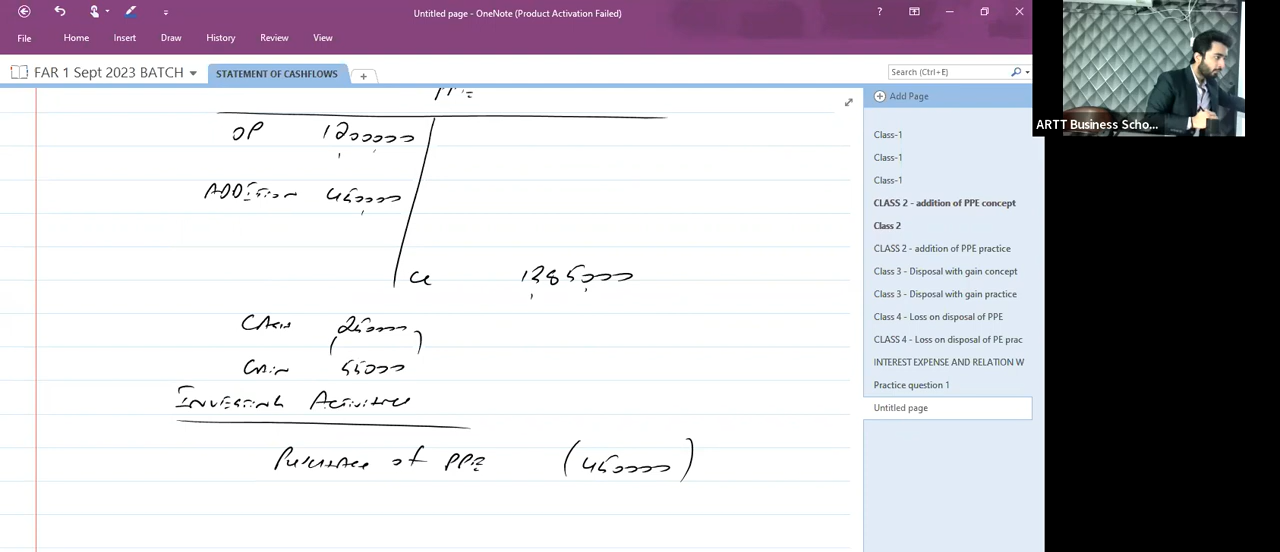 Untitled page - OneNote (Product Activation Failed)
?
File Home Insert Draw History Review View
FAR 1 Sept 2023 BATCH STATEMENT OF CASHFLOWS
Search (Ctrl+E)
Add Page
Class-1
Class-1
Class-1
CLASS 2 - addition of PPE concept
Class 2
CLASS 2 - addition of PPE practice
Class 3 - Disposal with gain concept
Class 3 - Disposal with gain practice
Class 4 - Loss on disposal of PPE
CLASS 4 - Loss on disposal of PE prac
INTEREST EXPENSE AND RELATION W
Practice question 1
Untitled page
ARTT Business Scho...
PPE
OP 1200000
ADDITION 450000
1385000
Gain 55000
INVESTING ACTIVITIES
Purchase of PPE (450000)